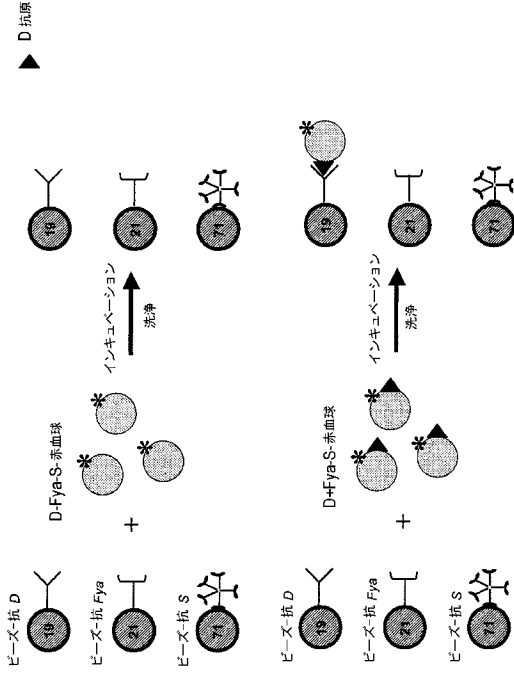 ビーズ-抗 D
19
ビーズ-抗 Fya
21
ビーズ-抗 S
71
+
D-Fya-S-赤血球
*
*
*
インキュベーション
洗浄
19
21
71
▲ D 抗原
ビーズ-抗 D
19
ビーズ-抗 Fya
21
ビーズ-抗 S
71
+
D+Fya-S-赤血球
*
*
*
インキュベーション
洗浄
19
*
21
71